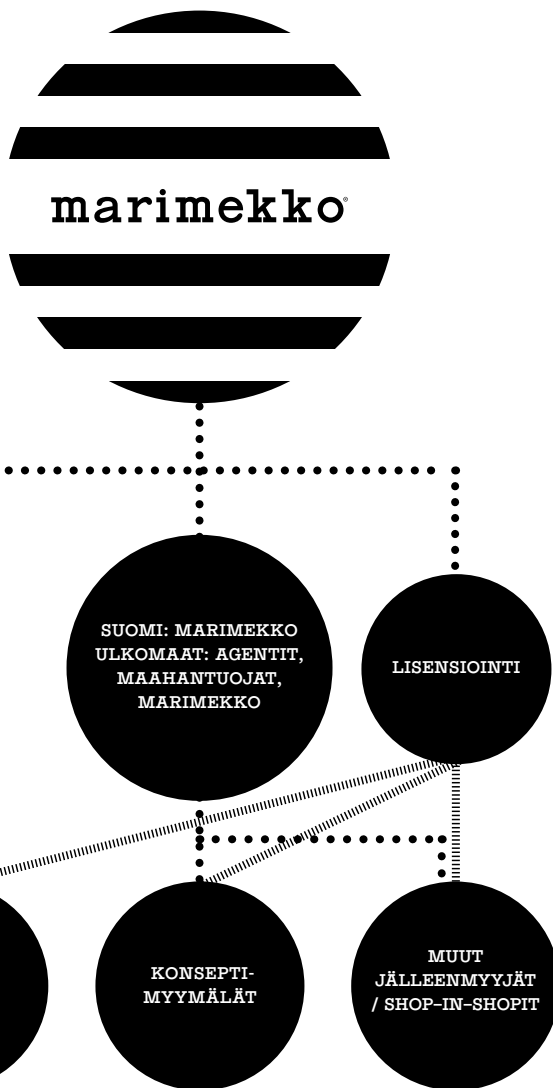 marimekko®
SUOMI: MARIMEKKO
ULKOMAAT: AGENTIT,
MAAHANTUOJAT,
MARIMEKKO
LISENSIOINTI
KONSEPTI-
MYYMÄLÄT
MUUT
JÄLLEENMYYJÄT
/ SHOP-IN-SHOPIT